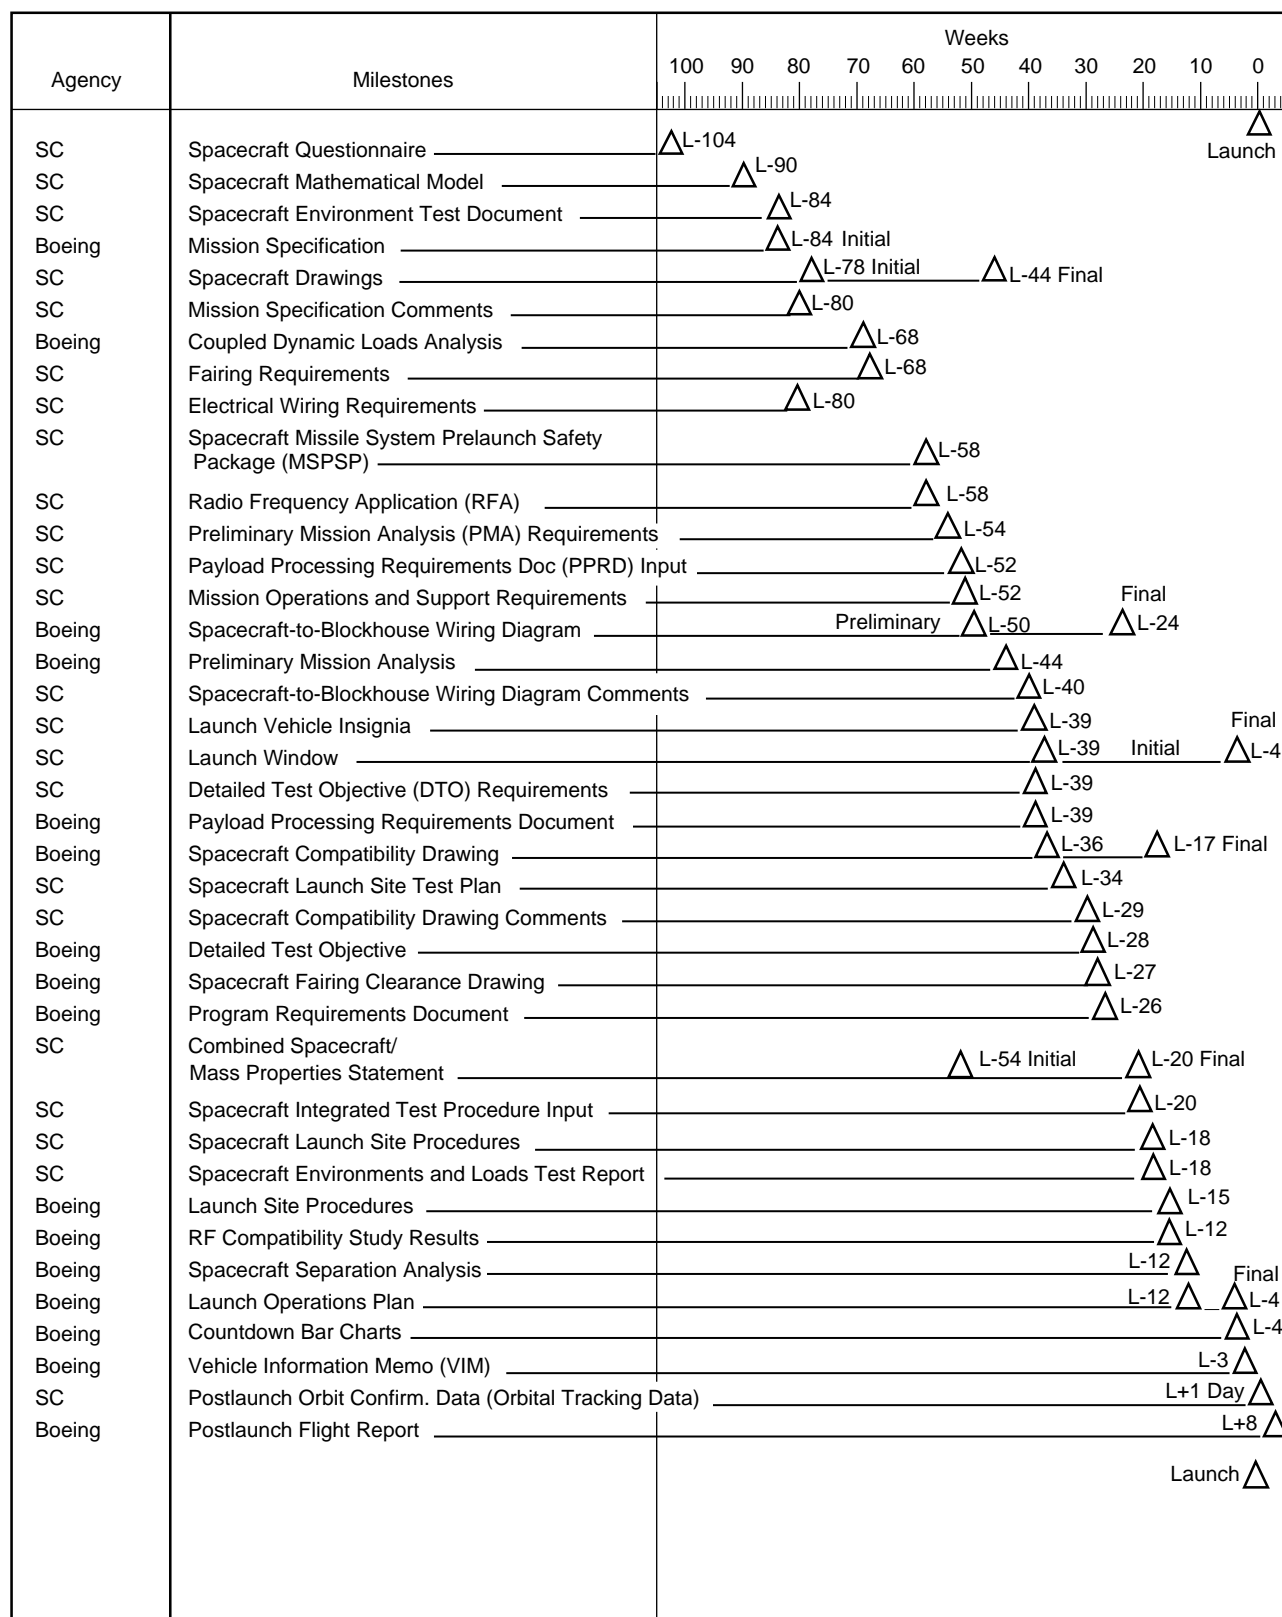 Weeks
Agency Milestones 100 90 80 70 60 50 40 30 20 10 0
Launch
SC Spacecraft Questionnaire L-104
SC Spacecraft Mathematical Model L-90
SC Spacecraft Environment Test Document L-84
Boeing Mission Specification L-84 Initial
SC Spacecraft Drawings L-78 Initial L-44 Final
SC Mission Specification Comments L-80
Boeing Coupled Dynamic Loads Analysis L-68
SC Fairing Requirements L-68
SC Electrical Wiring Requirements L-80
SC Spacecraft Missile System Prelaunch Safety
Package (MSPSP) L-58
SC Radio Frequency Application (RFA) L-58
SC Preliminary Mission Analysis (PMA) Requirements L-54
SC Payload Processing Requirements Doc (PPRD) Input L-52
SC Mission Operations and Support Requirements L-52 Final
Boeing Spacecraft-to-Blockhouse Wiring Diagram Preliminary L-50 L-24
Boeing Preliminary Mission Analysis L-44
SC Spacecraft-to-Blockhouse Wiring Diagram Comments L-40
SC Launch Vehicle Insignia L-39 Final
SC Launch Window L-39 Initial L-4
SC Detailed Test Objective (DTO) Requirements L-39
Boeing Payload Processing Requirements Document L-39
Boeing Spacecraft Compatibility Drawing L-36 L-17 Final
SC Spacecraft Launch Site Test Plan L-34
SC Spacecraft Compatibility Drawing Comments L-29
Boeing Detailed Test Objective L-28
Boeing Spacecraft Fairing Clearance Drawing L-27
Boeing Program Requirements Document L-26
SC Combined Spacecraft/
Mass Properties Statement L-54 Initial L-20 Final
SC Spacecraft Integrated Test Procedure Input L-20
SC Spacecraft Launch Site Procedures L-18
SC Spacecraft Environments and Loads Test Report L-18
Boeing Launch Site Procedures L-15
Boeing RF Compatibility Study Results L-12
Boeing Spacecraft Separation Analysis L-12 Final
Boeing Launch Operations Plan L-12 L-4
Boeing Countdown Bar Charts L-4
Boeing Vehicle Information Memo (VIM) L-3
SC Postlaunch Orbit Confirm. Data (Orbital Tracking Data) L+1 Day
Boeing Postlaunch Flight Report L+8
Launch